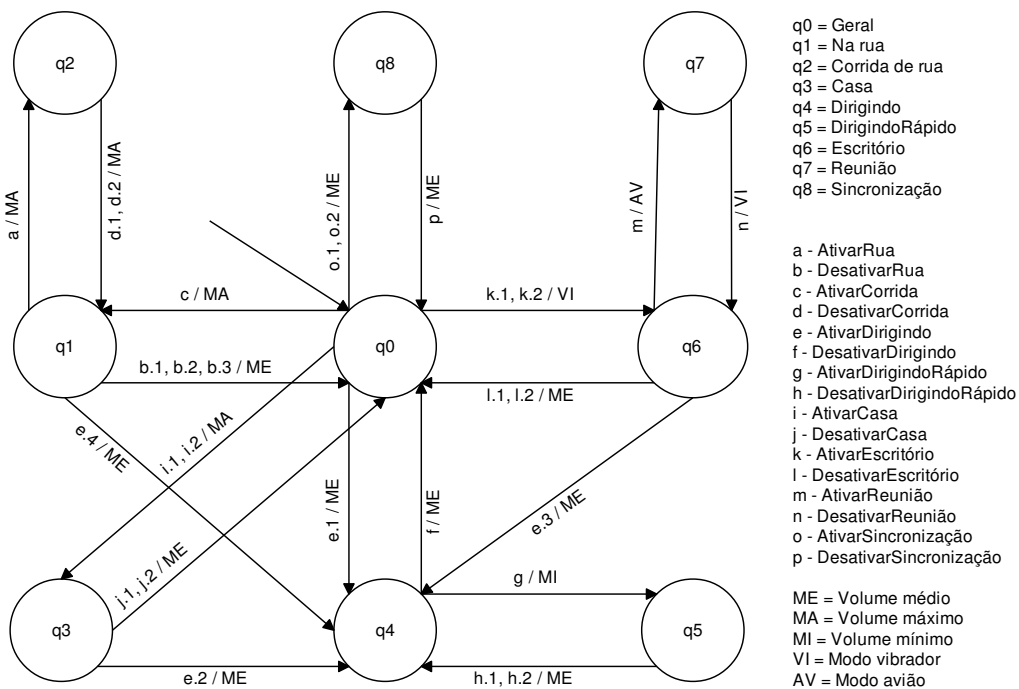 q2
q8
q7
a / MA
d.1, d.2 / MA
o.1, o.2 / ME
p / ME
m / AV
n / VI
c / MA
k.1, k.2 / VI
q1
q0
q6
b.1, b.2, b.3 / ME
l.1, l.2 / ME
e.4 / ME
i.1, i.2 / MA
e.1 / ME
f / ME
e.3 / ME
j.1, j.2 / ME
g / MI
q3
q4
q5
e.2 / ME
h.1, h.2 / ME
q0 = Geral
q1 = Na rua
q2 = Corrida de rua
q3 = Casa
q4 = Dirigindo
q5 = DirigindoRápido
q6 = Escritório
q7 = Reunião
q8 = Sincronização
a - AtivarRua
b - DesativarRua
c - AtivarCorrida
d - DesativarCorrida
e - AtivarDirigindo
f - DesativarDirigindo
g - AtivarDirigindoRápido
h - DesativarDirigindoRápido
i - AtivarCasa
j - DesativarCasa
k - AtivarEscritório
l - DesativarEscritório
m - AtivarReunião
n - DesativarReunião
o - AtivarSincronização
p - DesativarSincronização
ME = Volume médio
MA = Volume máximo
MI = Volume mínimo
VI = Modo vibrador
AV = Modo avião